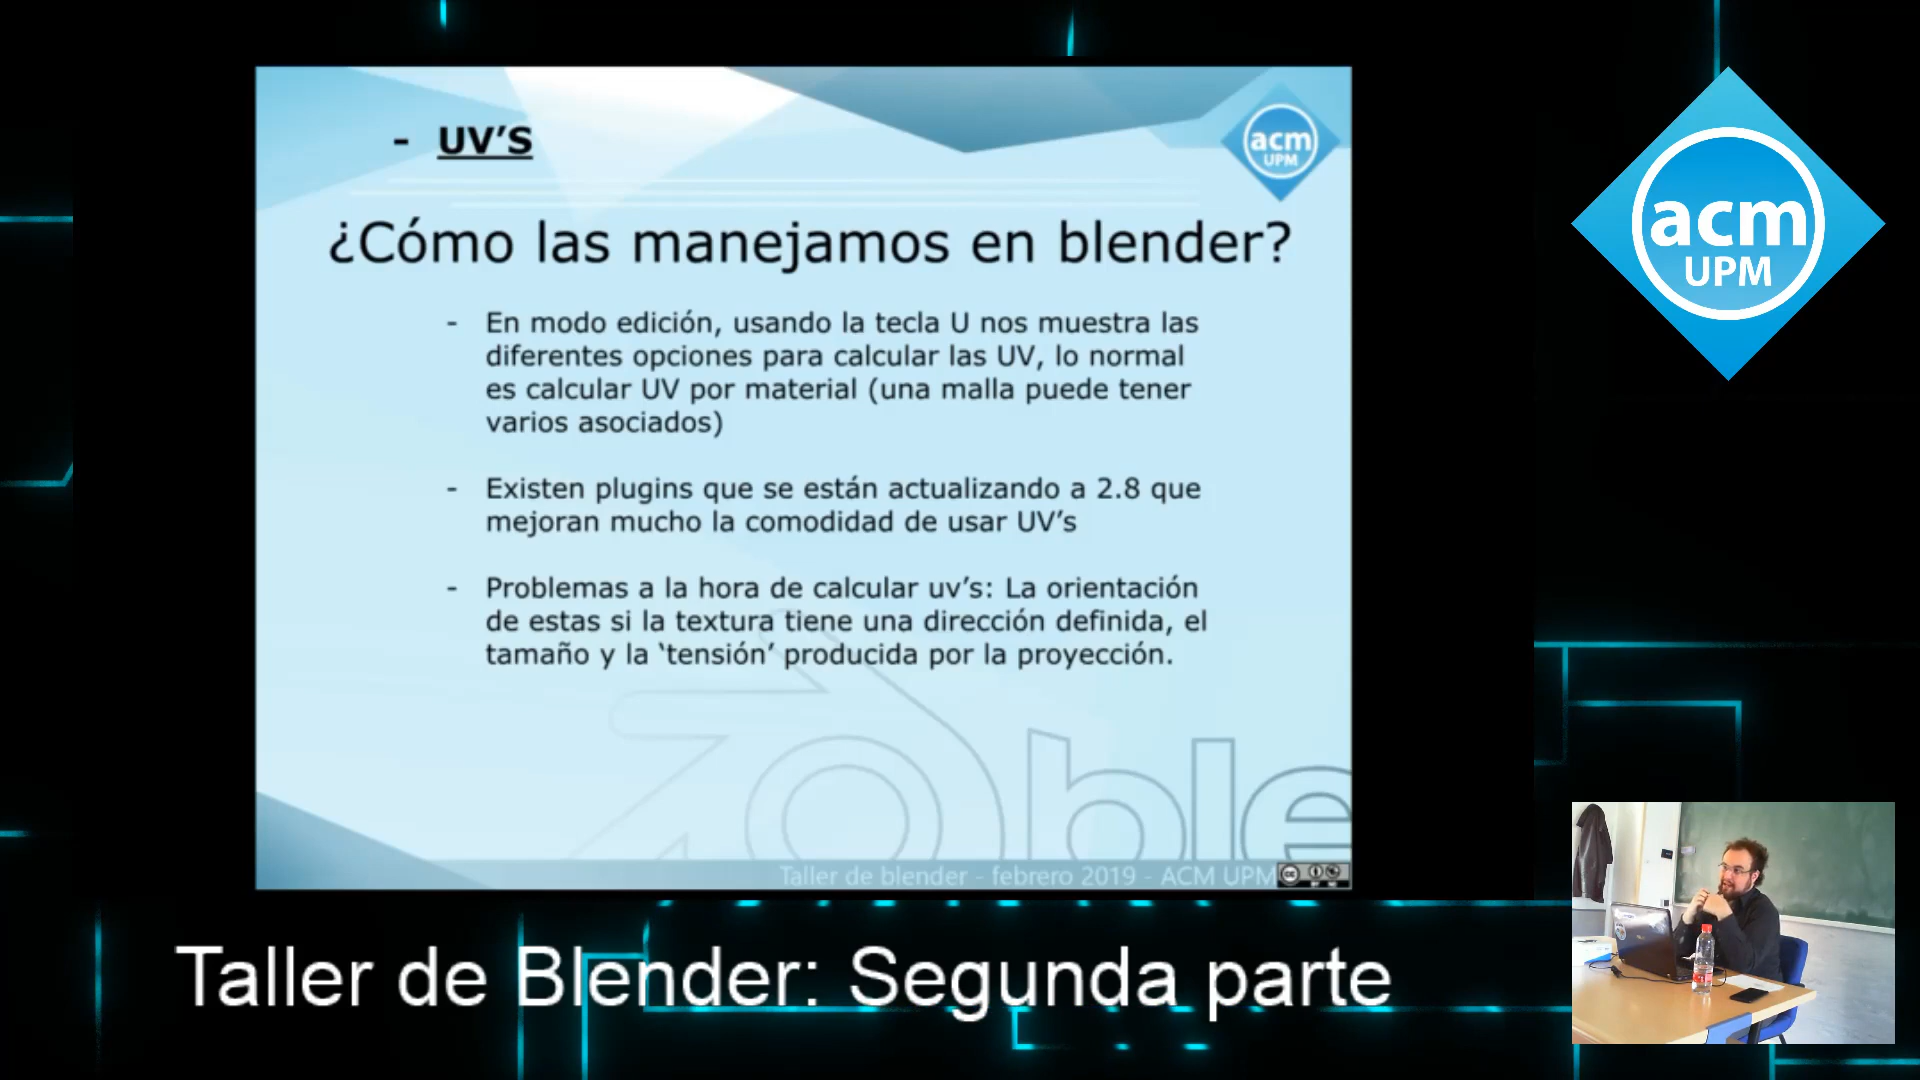 - UV'S
acm
UPM
¿Cómo las manejamos en blender?
- En modo edición, usando la tecla U nos muestra las
diferentes opciones para calcular las UV, lo normal
es calcular UV por material (una malla puede tener
varios asociados)
- Existen plugins que se están actualizando a 2.8 que
mejoran mucho la comodidad de usar UV's
- Problemas a la hora de calcular uv's: La orientación
de estas si la textura tiene una dirección definida, el
tamaño y la 'tensión' producida por la proyección.
ble
Taller de blender - febrero 2019 - ACM UPM
cc
acm
UPM
Taller de Blender: Segunda parte